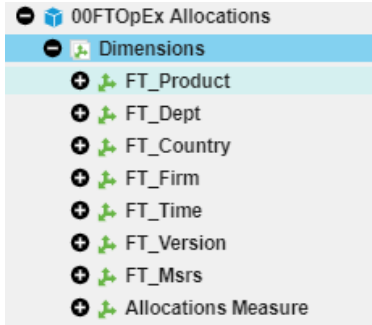 00FTOpEx Allocations
Dimensions
FT_Product
FT_Dept
FT_Country
FT_Firm
FT_Time
FT_Version
FT_Msrs
Allocations Measure